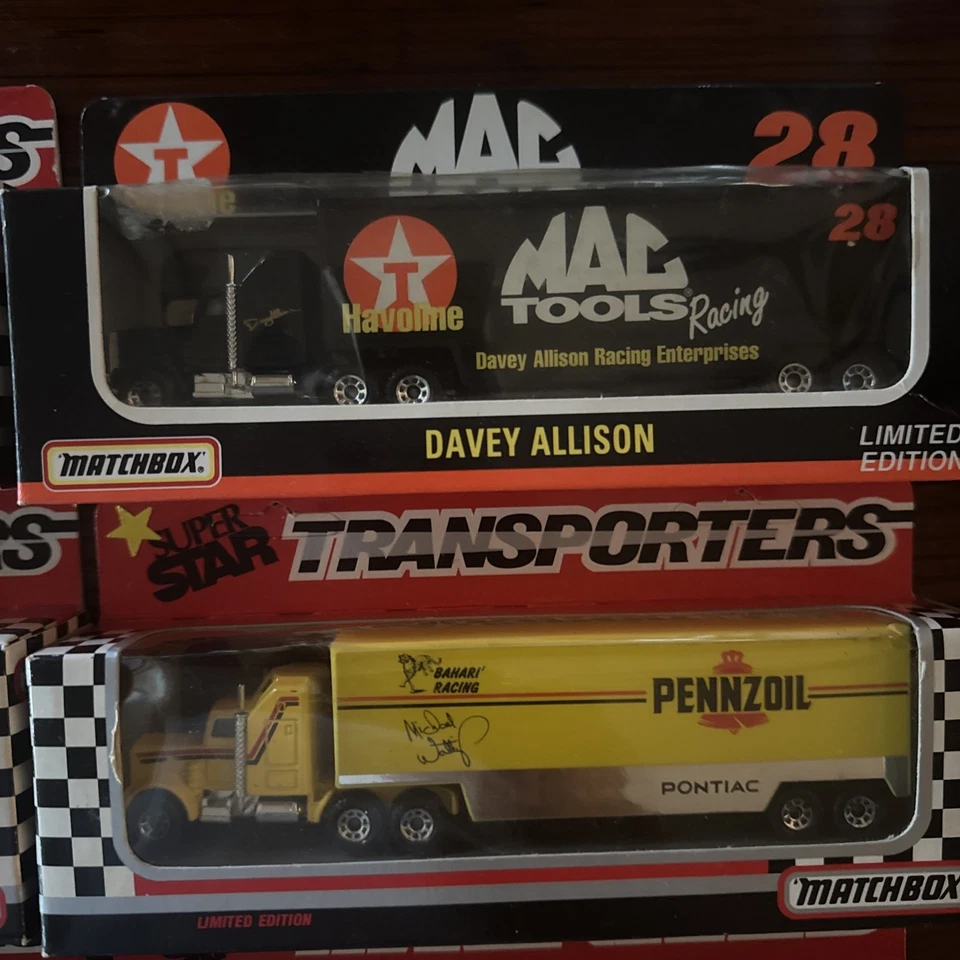 S
T
MAC
28
T
Havoline
MAC
TOOLS®
Racing
28
Davey Allison Racing Enterprises
"MATCHBOX"
DAVEY ALLISON
LIMITED
EDITION
S
SUPER
STAR
TRANSPORTERS
BAHARI'
RACING
PENNZOIL
Michael
PONTIAC
"MATCHBOX
LIMITED EDITION